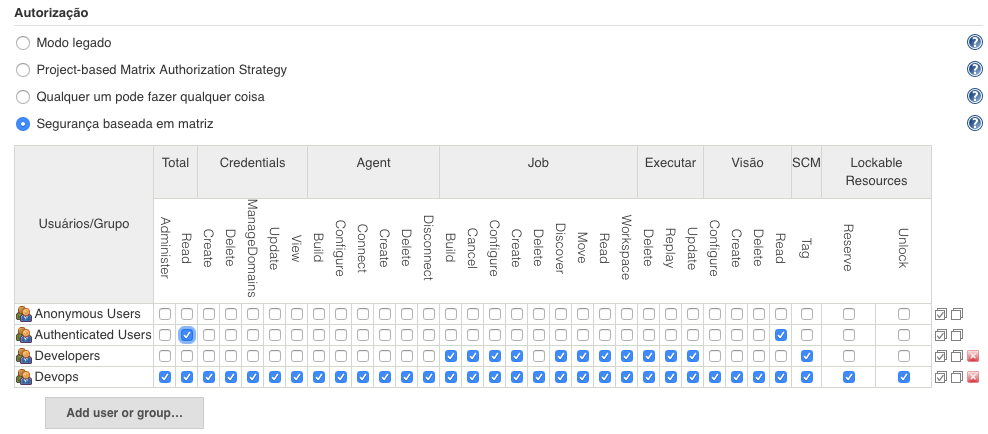 Autorização
Modo legado
Project-based Matrix Authorization Strategy
Qualquer um pode fazer qualquer coisa
Segurança baseada em matriz
Usuários/Grupo Total Credentials Agent Job Executar Visão SCM Lockable Resources
Administer Read Create Delete ManageDomains Update View Build Configure Connect Create Delete Disconnect Build Cancel Configure Create Delete Discover Move Read Workspace Delete Replay Update Configure Create Delete Read Tag Reserve Unlock
Anonymous Users
Authenticated Users
Developers
Devops
Add user or group...